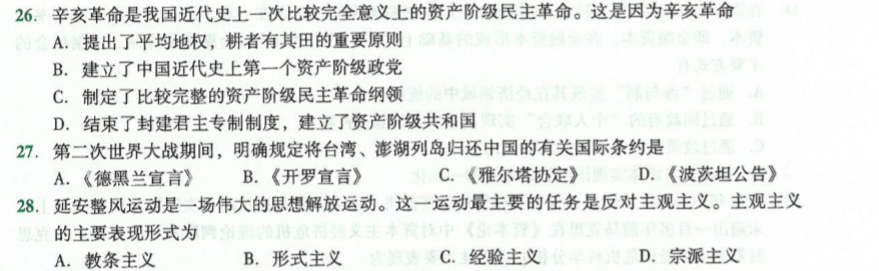 26. 辛亥革命是我国近代史上一次比较完全意义上的资产阶级民主革命。这是因为辛亥革命
A. 提出了平均地权、耕者有其田的重要原则
B. 建立了中国近代史上第一个资产阶级政党
C. 制定了比较完整的资产阶级民主革命纲领
D. 结束了封建君主专制制度，建立了资产阶级共和国
27. 第二次世界大战期间，明确规定将台湾、澎湖列岛归还中国的有关国际条约是
A.《德黑兰宣言》 B.《开罗宣言》 C.《雅尔塔协定》 D.《波茨坦公告》
28. 延安整风运动是一场伟大的思想解放运动。这一运动最主要的任务是反对主观主义。主观主义
的主要表现形式为
A. 教条主义 B. 形式主义 C. 经验主义 D. 宗派主义